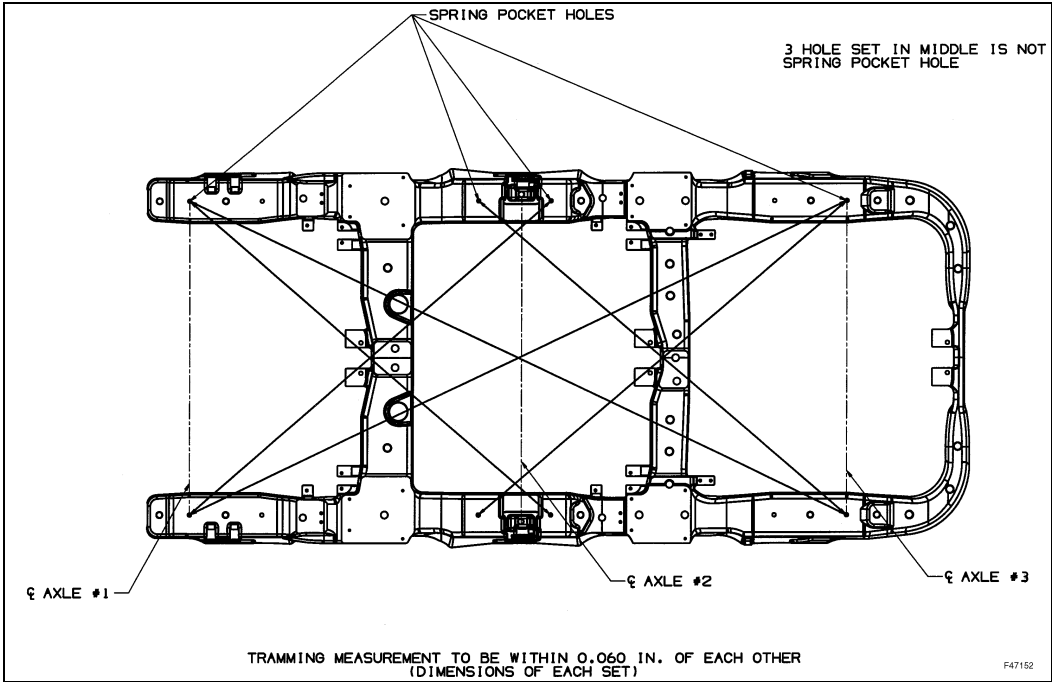 SPRING POCKET HOLES
3 HOLE SET IN MIDDLE IS NOT
SPRING POCKET HOLE
℄ AXLE #1
℄ AXLE #2
℄ AXLE #3
TRAMMING MEASUREMENT TO BE WITHIN 0.060 IN. OF EACH OTHER
(DIMENSIONS OF EACH SET)
F47152